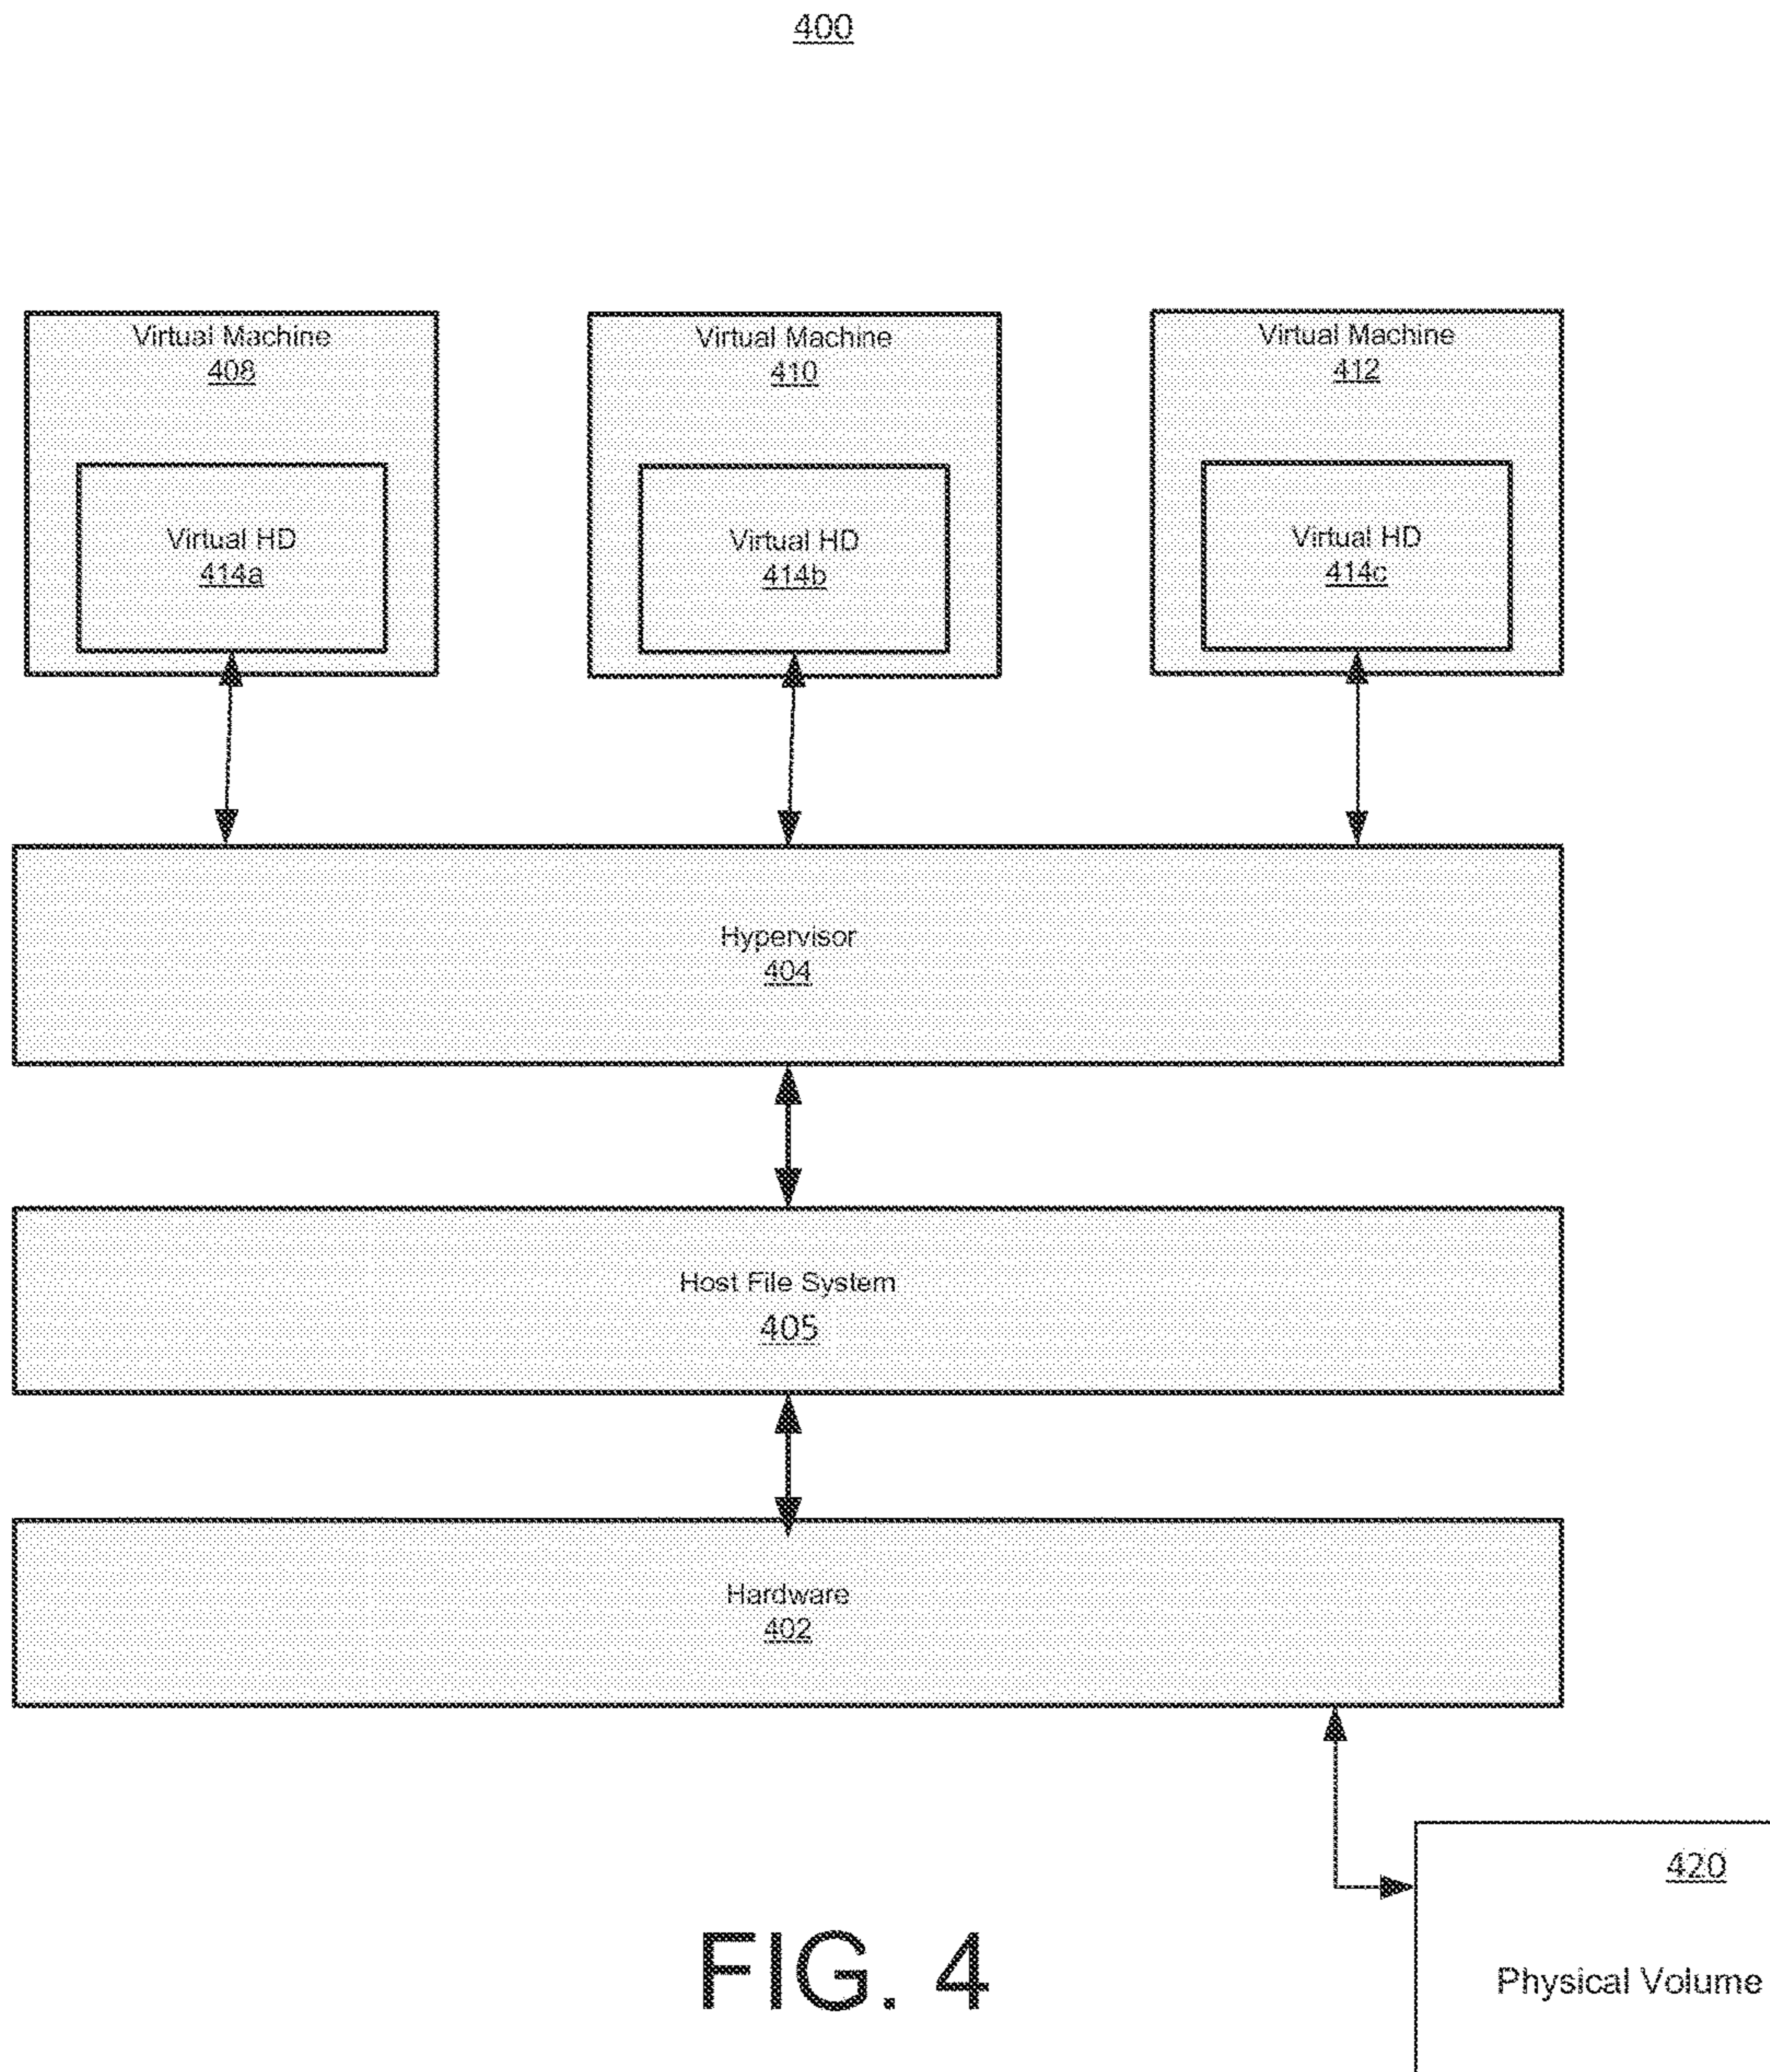 400
Virtual Machine
408
Virtual HD
414a
Virtual Machine
410
Virtual HD
414b
Virtual Machine
412
Virtual HD
414c
Hypervisor
404
Host File System
405
Hardware
402
420
Physical Volume
FIG. 4